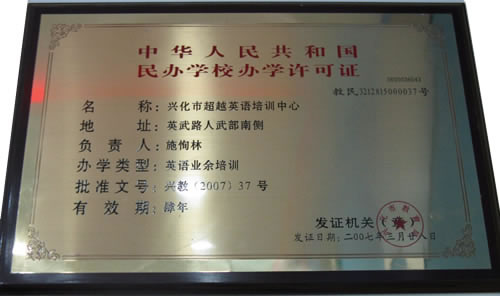 中华人民共和国
民办学校办学许可证
教民3212815000037号
名称：兴化市超越英语培训中心
地址：英武路人武部南侧
负责人：施恂林
办学类型：英语业余培训
批准文号：兴教（2007）37号
有效期：
发证机关（章）
发证日期：二00七年三月廿八日